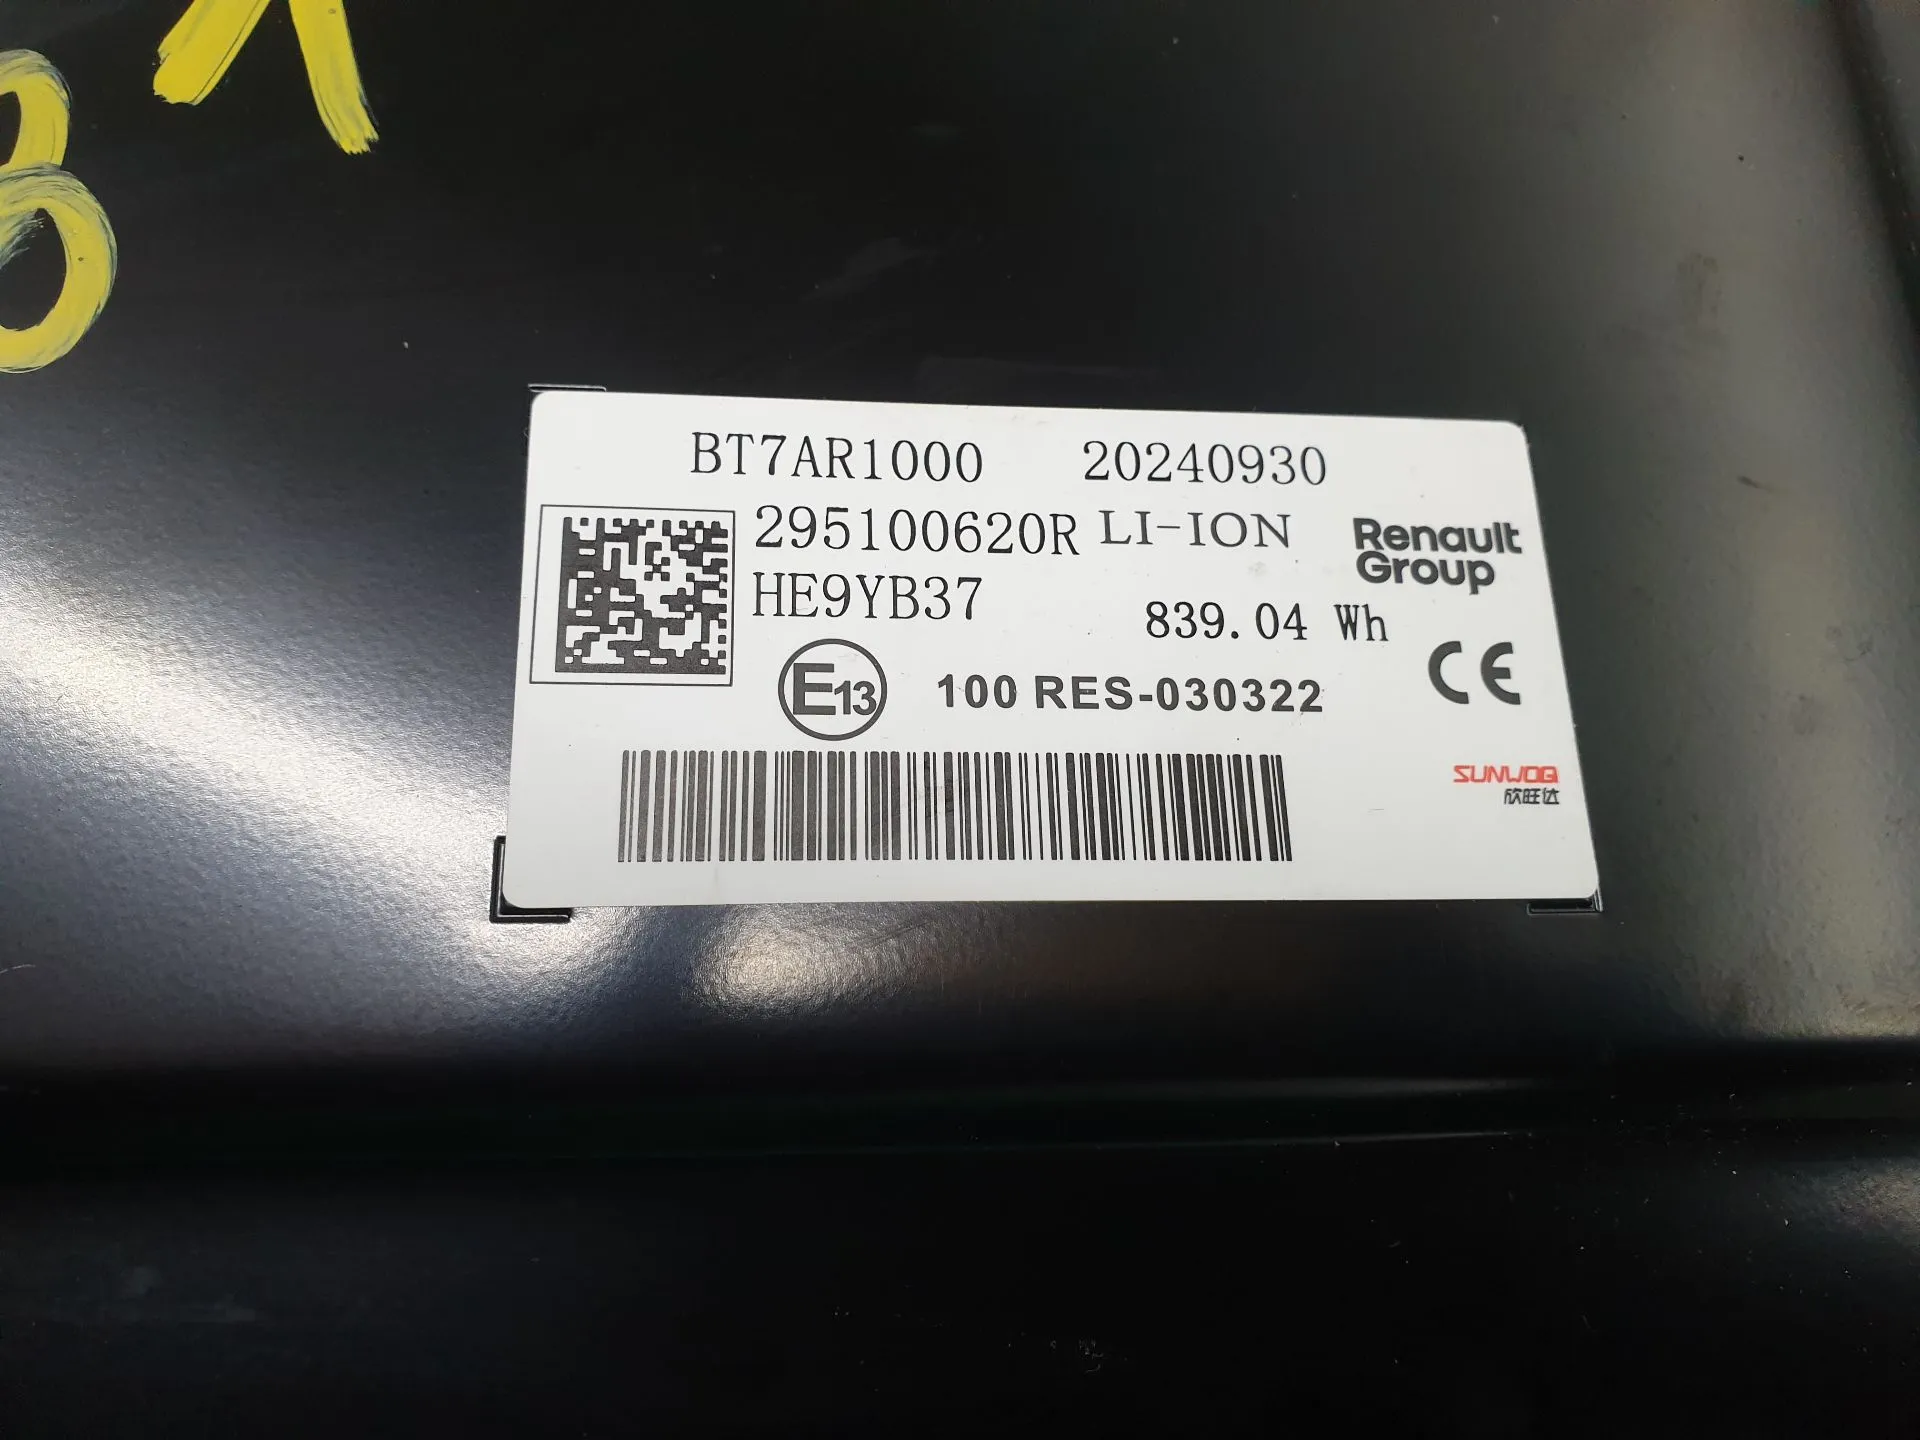 BT7AR1000 20240930
295100620R LI-ION
Renault
Group
HE9YB37
839.04 Wh
CE
E13 100 RES-030322
SUNWODA
欣旺达